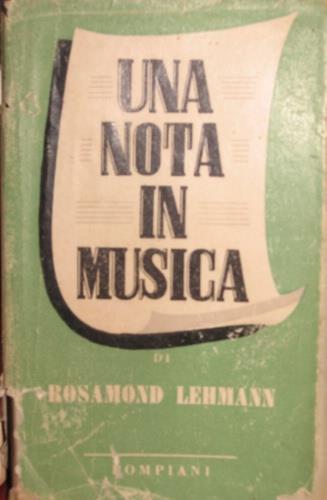 UNA
NOTA
IN
MUSICA
DI
ROSAMOND LEHMANN
BOMPIANI